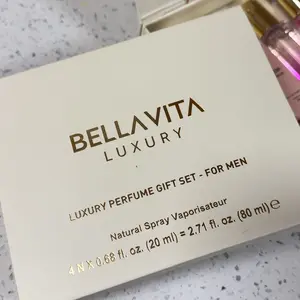 BELLAVITA
LUXURY
LUXURY PERFUME GIFT SET - FOR MEN
Natural Spray Vaporisateur
4 N X 0.68 fl. oz. (20 ml) = 2.71 fl. oz. (80 ml) ℮